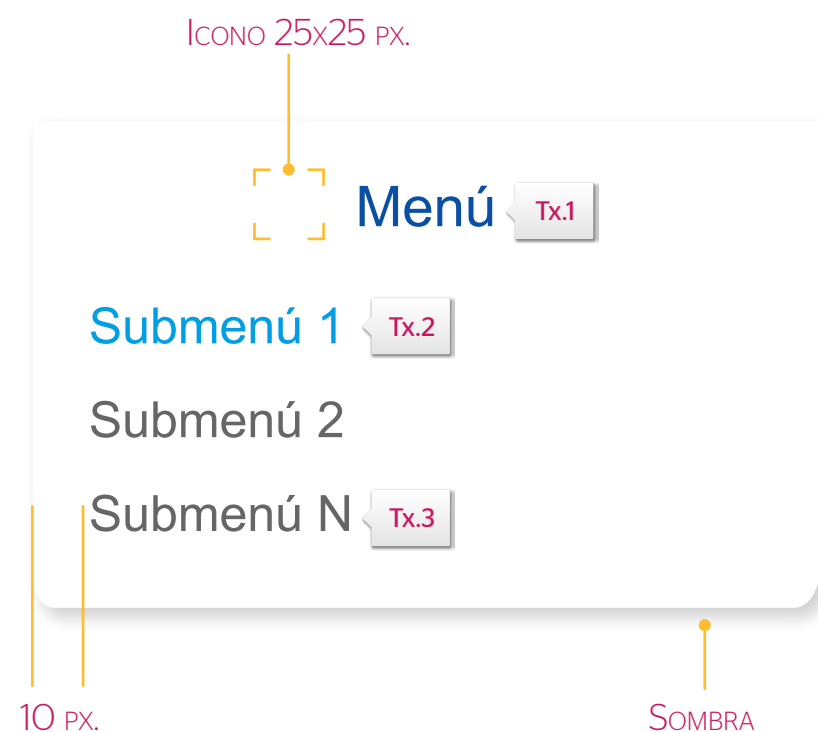 Icono 25x25 px.
Menú Tx.1
Submenú 1 Tx.2
Submenú 2
Submenú N Tx.3
10 px. Sombra